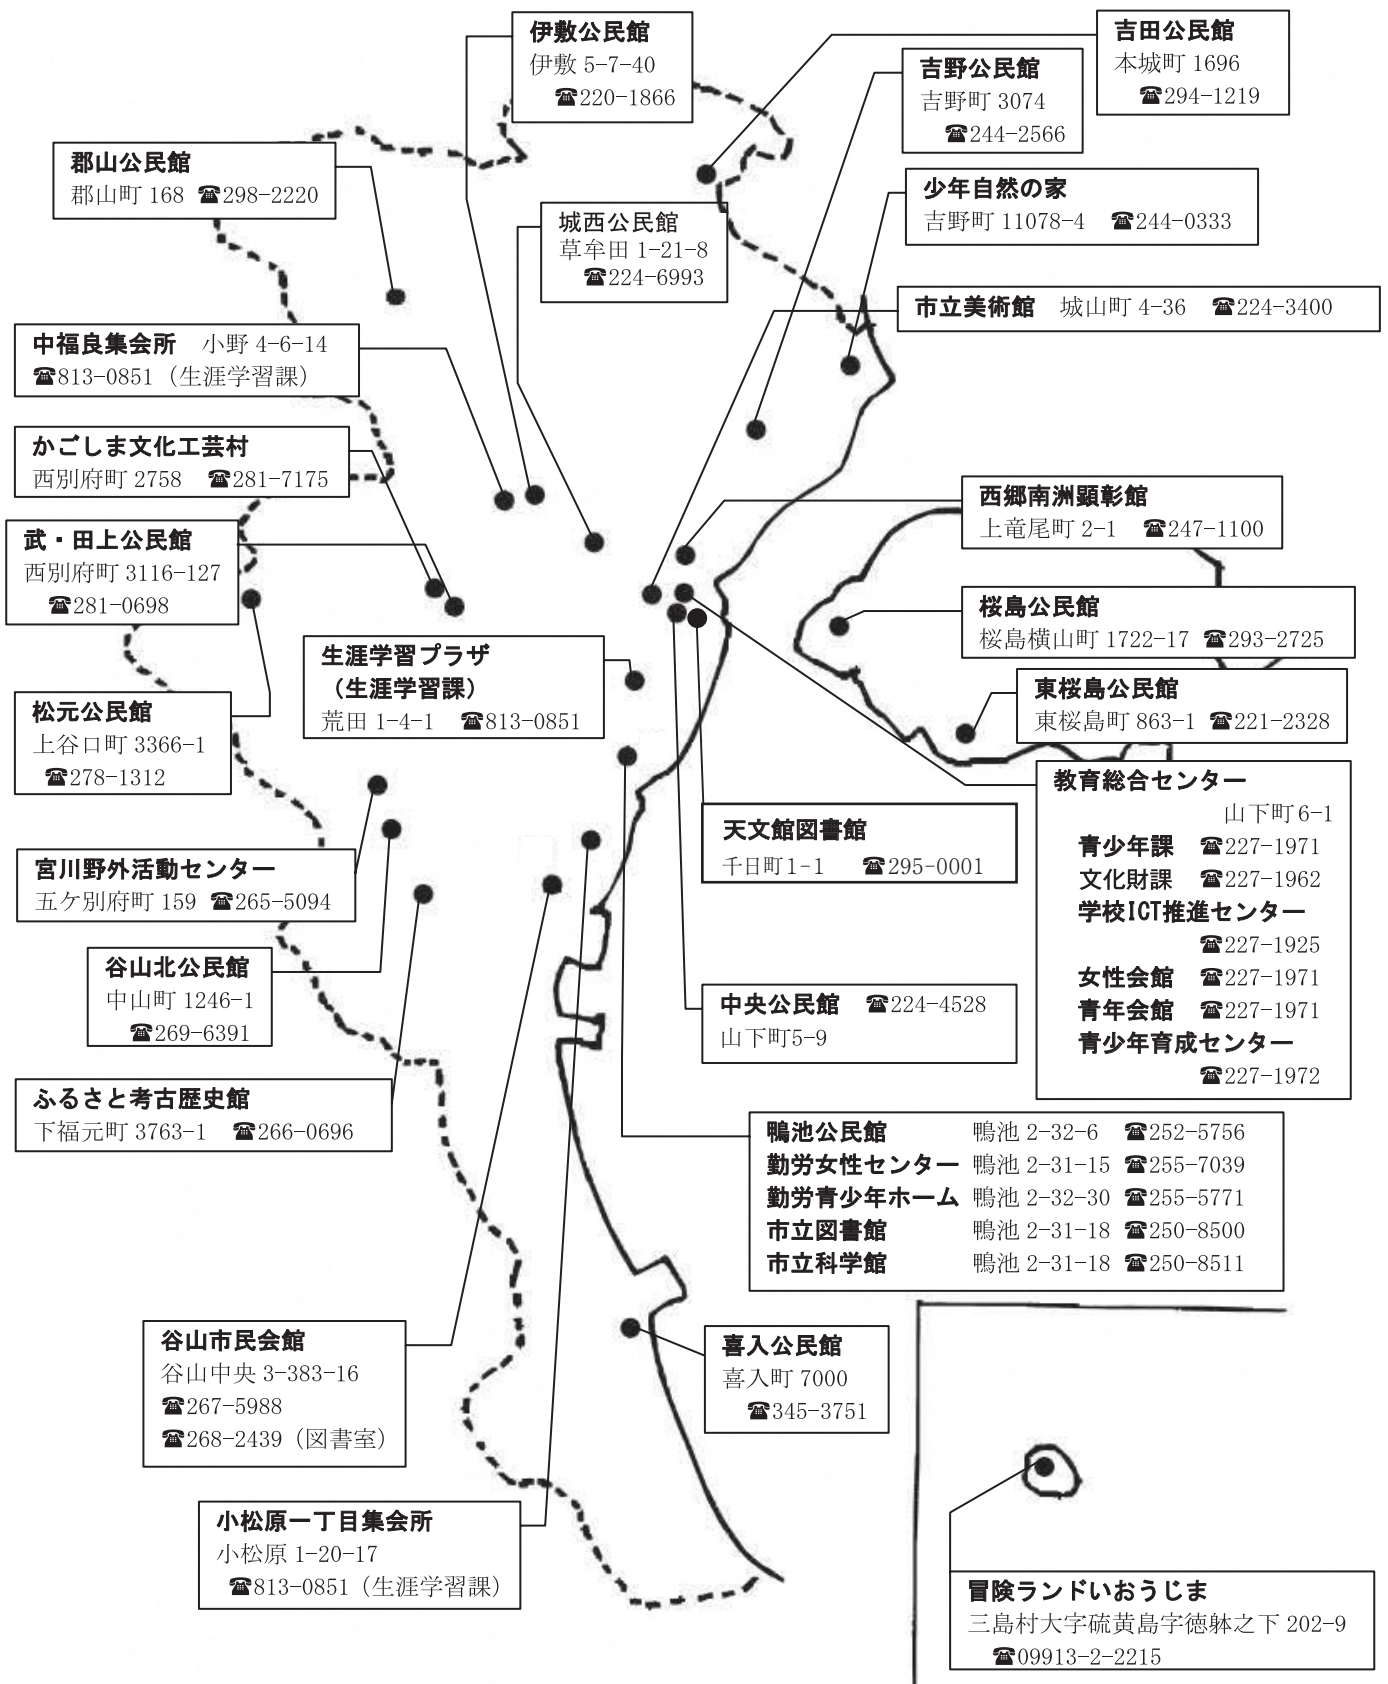 伊敷公民館
伊敷 5-7-40
☎220-1866
吉田公民館
本城町 1696
☎294-1219
吉野公民館
吉野町 3074
☎244-2566
郡山公民館
郡山町 168 ☎298-2220
少年自然の家
吉野町 11078-4 ☎244-0333
城西公民館
草牟田 1-21-8
☎224-6993
市立美術館 城山町 4-36 ☎224-3400
中福良集会所 小野 4-6-14
☎813-0851（生涯学習課）
かごしま文化工芸村
西別府町 2758 ☎281-7175
西郷南洲顕彰館
上竜尾町 2-1 ☎247-1100
武・田上公民館
西別府町 3116-127
☎281-0698
桜島公民館
桜島横山町 1722-17 ☎293-2725
生涯学習プラザ
（生涯学習課）
荒田 1-4-1 ☎813-0851
東桜島公民館
東桜島町 863-1 ☎221-2328
松元公民館
上谷口町 3366-1
☎278-1312
教育総合センター
山下町 6-1
青少年課 ☎227-1971
文化財課 ☎227-1962
学校ICT推進センター
☎227-1925
女性会館 ☎227-1971
青年会館 ☎227-1971
青少年育成センター
☎227-1972
天文館図書館
千日町 1-1 ☎295-0001
宮川野外活動センター
五ケ別府町 159 ☎265-5094
谷山北公民館
中山町 1246-1
☎269-6391
中央公民館 ☎224-4528
山下町5-9
ふるさと考古歴史館
下福元町 3763-1 ☎266-0696
鴨池公民館 鴨池 2-32-6 ☎252-5756
勤労女性センター 鴨池 2-31-15 ☎255-7039
勤労青少年ホーム 鴨池 2-32-30 ☎255-5771
市立図書館 鴨池 2-31-18 ☎250-8500
市立科学館 鴨池 2-31-18 ☎250-8511
谷山市民会館
谷山中央 3-383-16
☎267-5988
☎268-2439（図書室）
喜入公民館
喜入町 7000
☎345-3751
小松原一丁目集会所
小松原 1-20-17
☎813-0851（生涯学習課）
冒険ランドいおうじま
三島村大字硫黄島字徳躰之下 202-9
☎09913-2-2215